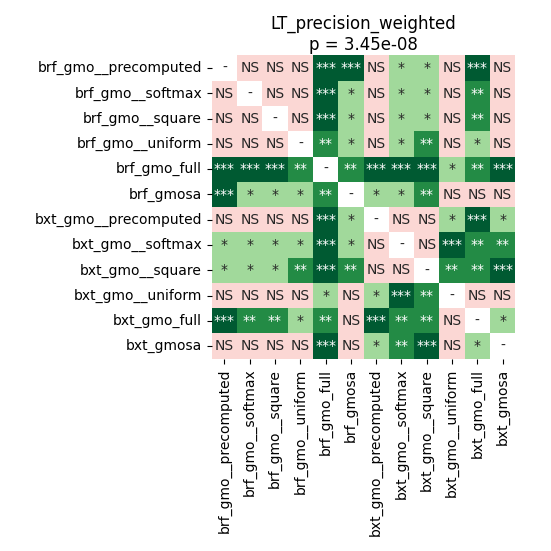 LT_precision_weighted
p = 3.45e-08
brf_gmo__precomputed - NS NS NS *** *** NS * * NS *** NS
brf_gmo__softmax NS - NS NS *** * NS * * NS ** NS
brf_gmo__square NS NS - NS *** * NS * * NS ** NS
brf_gmo__uniform NS NS NS - ** * NS * ** NS * NS
brf_gmo_full *** *** *** ** - ** *** *** *** * ** ***
brf_gmosa *** * * * ** - * * ** NS NS NS
bxt_gmo__precomputed NS NS NS NS *** * - NS NS * *** *
bxt_gmo__softmax * * * * *** * NS - NS *** ** **
bxt_gmo__square * * * ** *** ** NS NS - ** ** ***
bxt_gmo__uniform NS NS NS NS * NS * *** ** - NS NS
bxt_gmo_full *** ** ** * ** NS *** ** ** NS - *
bxt_gmosa NS NS NS NS *** NS * ** *** NS * -
brf_gmo__precomputed
brf_gmo__softmax
brf_gmo__square
brf_gmo__uniform
brf_gmo_full
brf_gmosa
bxt_gmo__precomputed
bxt_gmo__softmax
bxt_gmo__square
bxt_gmo__uniform
bxt_gmo_full
bxt_gmosa